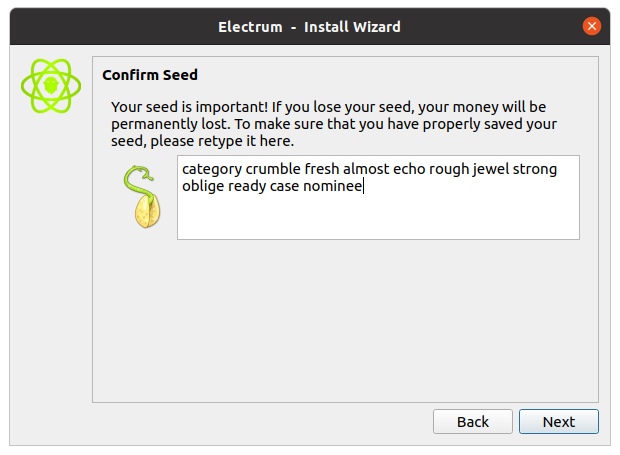 Electrum - Install Wizard
Confirm Seed
Your seed is important! If you lose your seed, your money will be
permanently lost. To make sure that you have properly saved your
seed, please retype it here.
category crumble fresh almost echo rough jewel strong
oblige ready case nominee
Back
Next